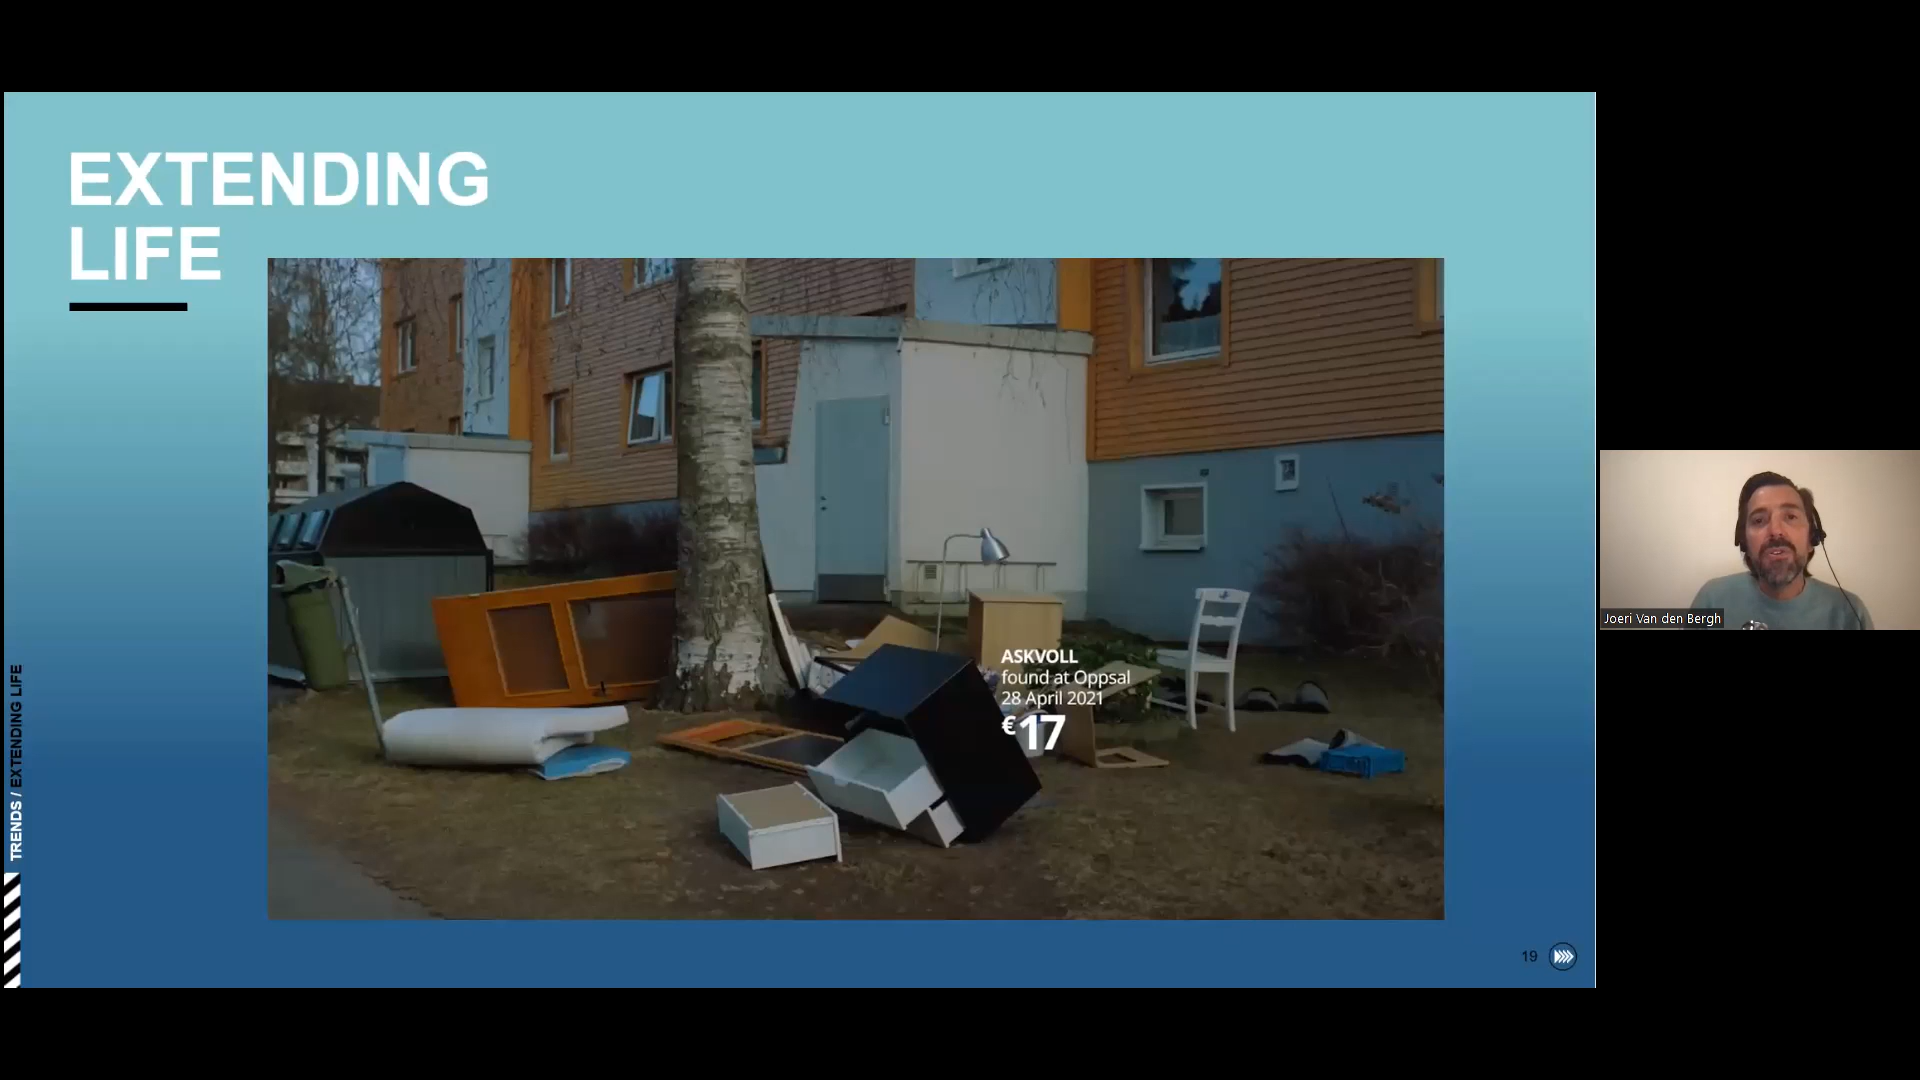 EXTENDING
LIFE
ASKVOLL
found at Oppsal
28 April 2021
€17
TRENDS / EXTENDING LIFE
19
Joeri Van den Bergh